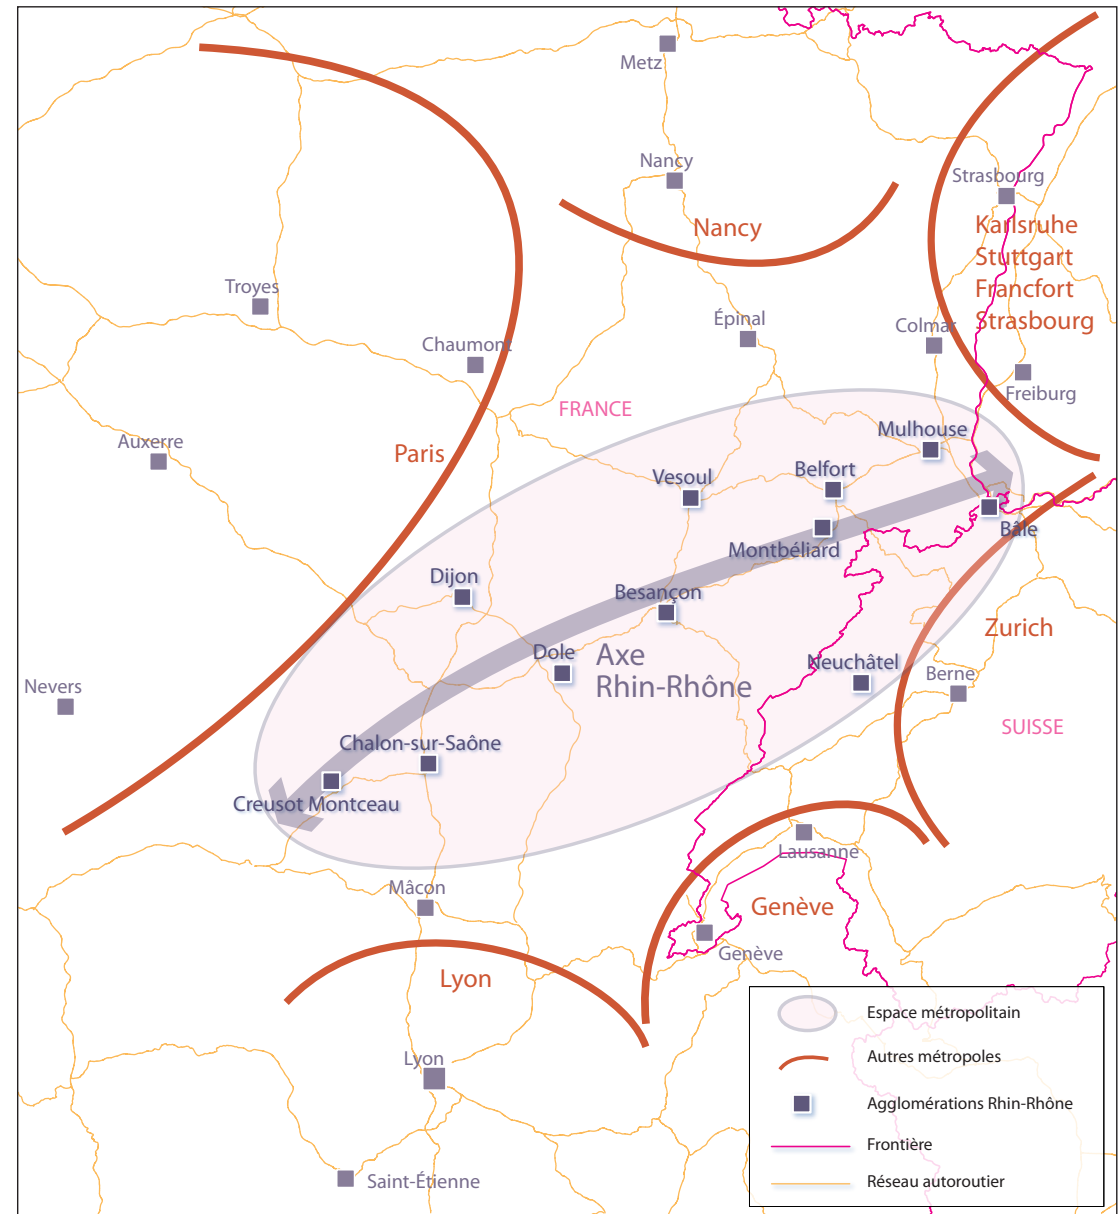 Metz
Nancy
Strasbourg
Nancy
Karlsruhe
Stuttgart
Francfort
Strasbourg
Troyes
Épinal
Colmar
Chaumont
Freiburg
FRANCE
Auxerre
Paris
Mulhouse
Vesoul
Belfort
Bâle
Montbéliard
Dijon
Besançon
Zurich
Dole
Axe
Rhin-Rhône
Neuchâtel
Berne
Nevers
SUISSE
Chalon-sur-Saône
Creusot Montceau
Lausanne
Mâcon
Genève
Genève
Lyon
Lyon
Saint-Étienne
Espace métropolitain
Autres métropoles
Agglomérations Rhin-Rhône
Frontière
Réseau autoroutier